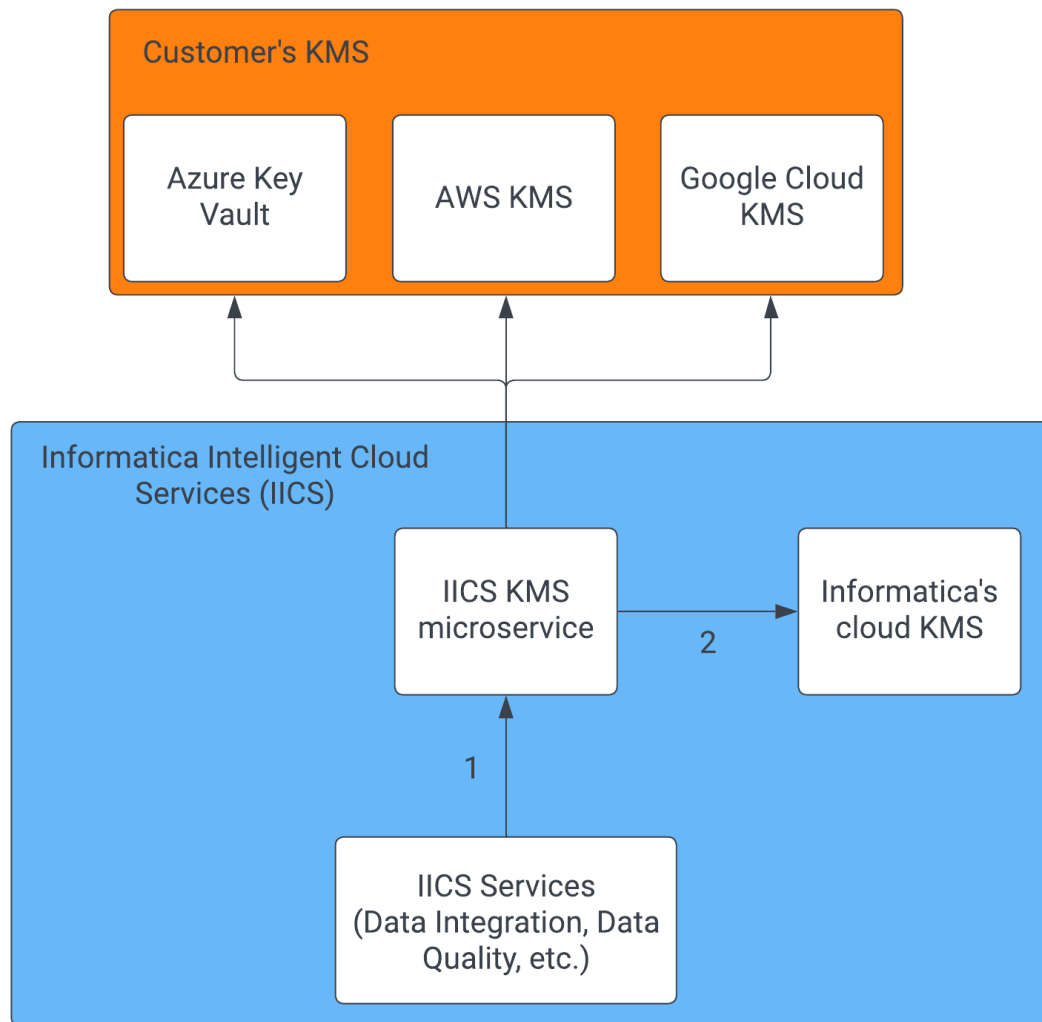 Customer's KMS
Azure Key
Vault
AWS KMS
Google Cloud
KMS
Informatica Intelligent Cloud
Services (IICS)
IICS KMS
microservice
2
Informatica's
cloud KMS
1
IICS Services
(Data Integration, Data
Quality, etc.)